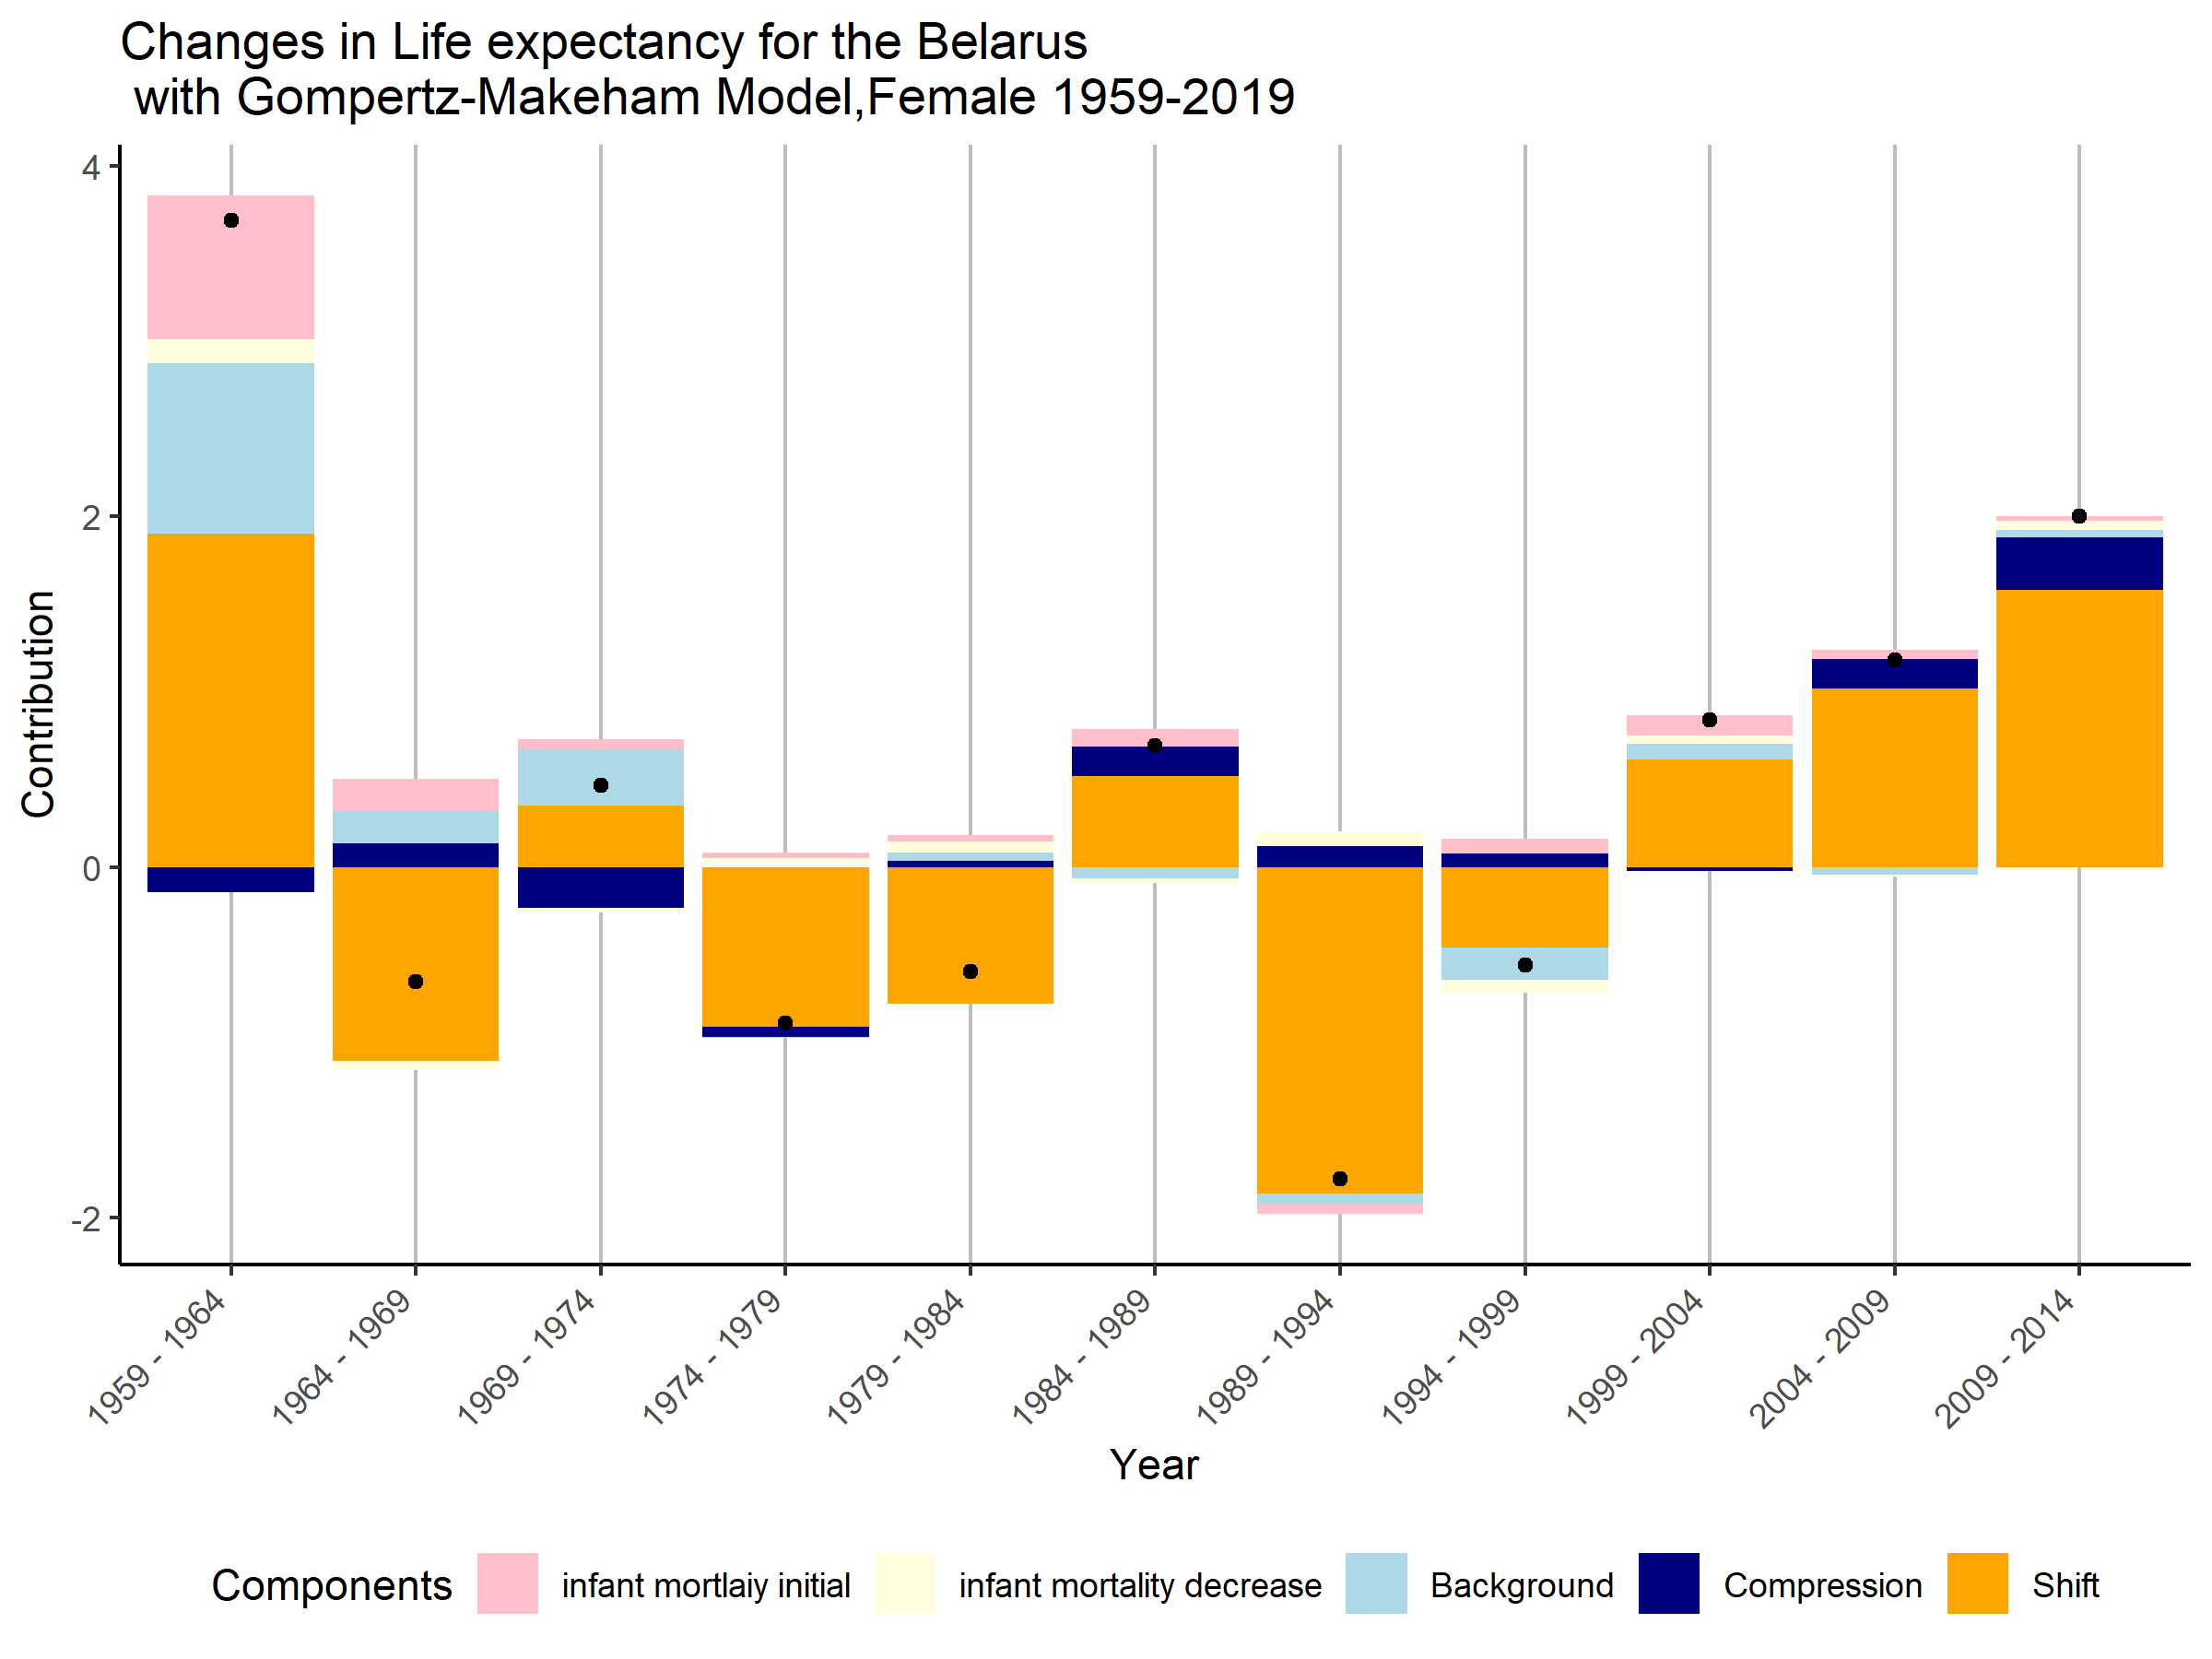 Changes in Life expectancy for the Belarus
with Gompertz-Makeham Model,Female 1959-2019
Contribution
4
2
0
-2
1959 - 1964
1964 - 1969
1969 - 1974
1974 - 1979
1979 - 1984
1984 - 1989
1989 - 1994
1994 - 1999
1999 - 2004
2004 - 2009
2009 - 2014
Year
Components infant mortlaiy initial infant mortality decrease Background Compression Shift